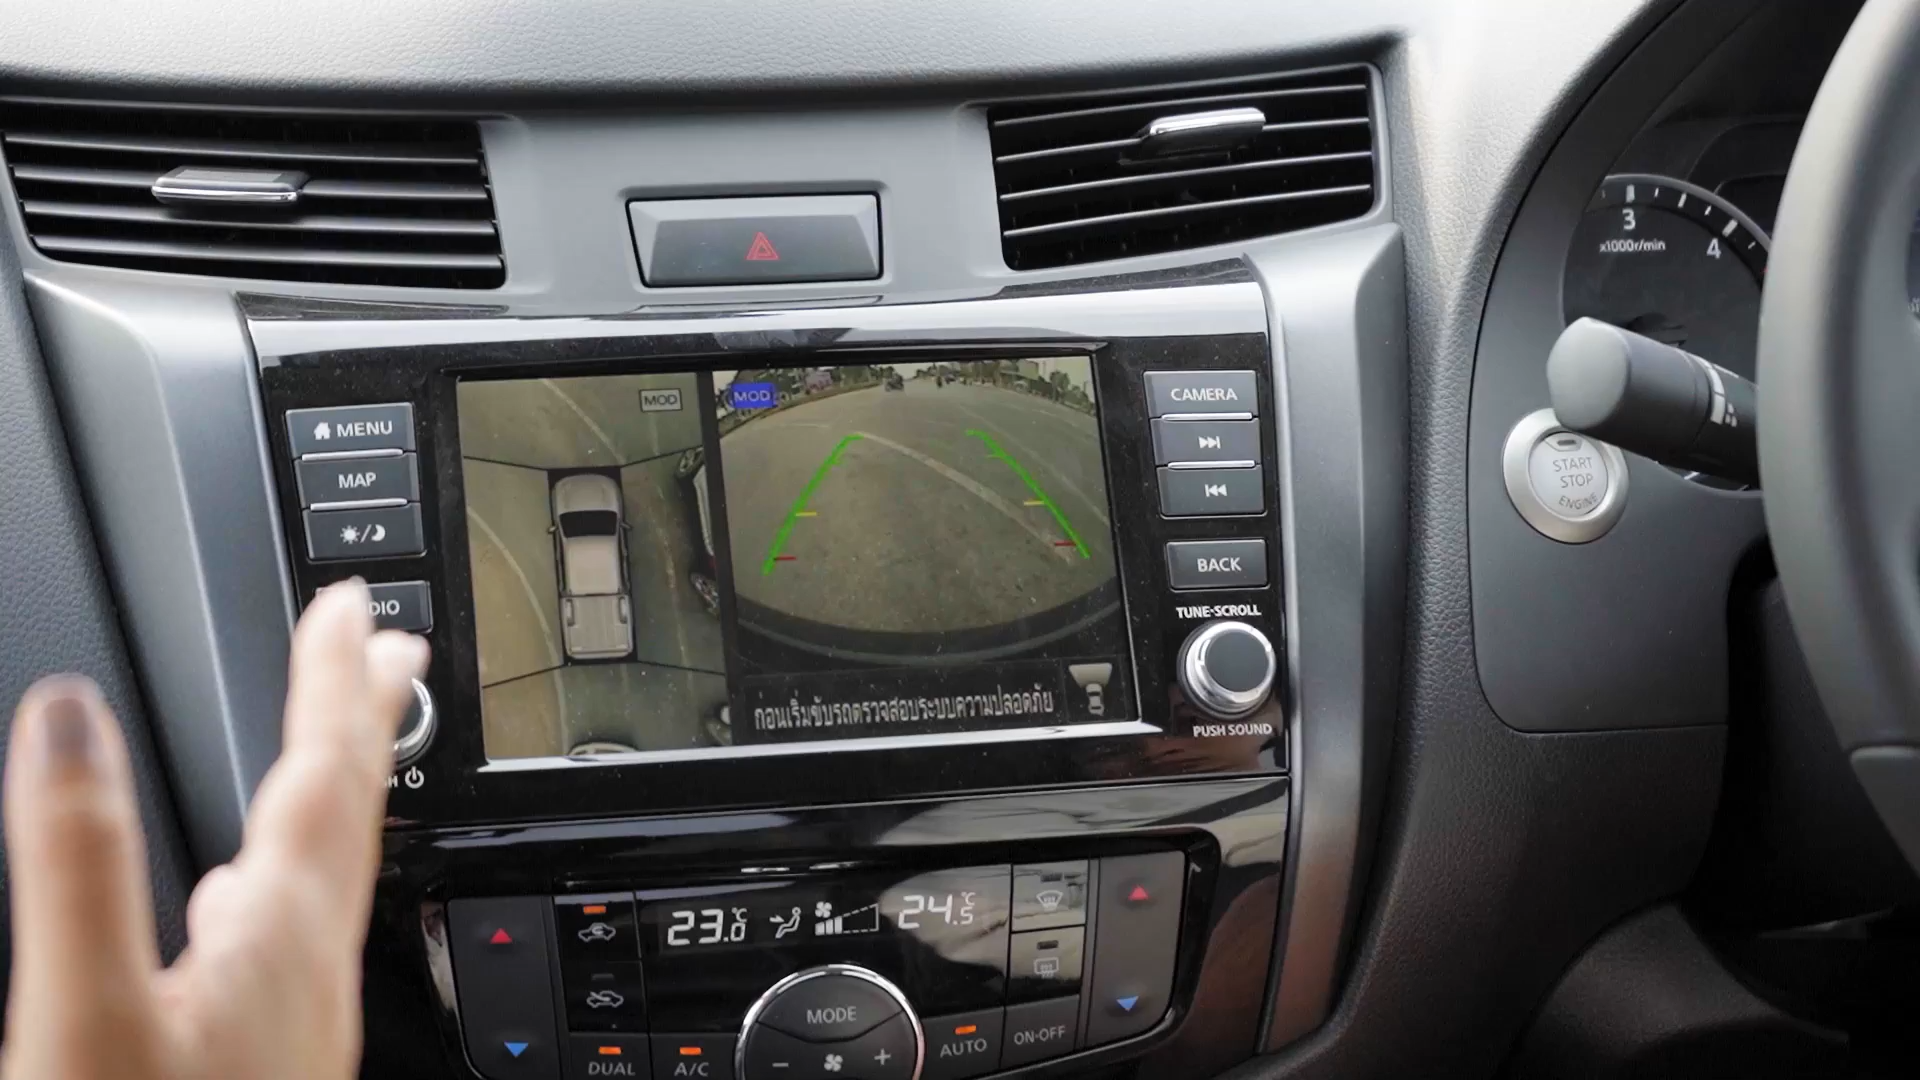 3
x1000r/min
4
MENU
MAP
MOD
MOD
CAMERA
BACK
TUNE·SCROLL
PUSH SOUND
START
STOP
ENGINE
ก่อนเริ่มขับรถตรวจสอบระบบความปลอดภัย
23.0°C
24.5°C
MODE
DUAL
A/C
AUTO
ON·OFF